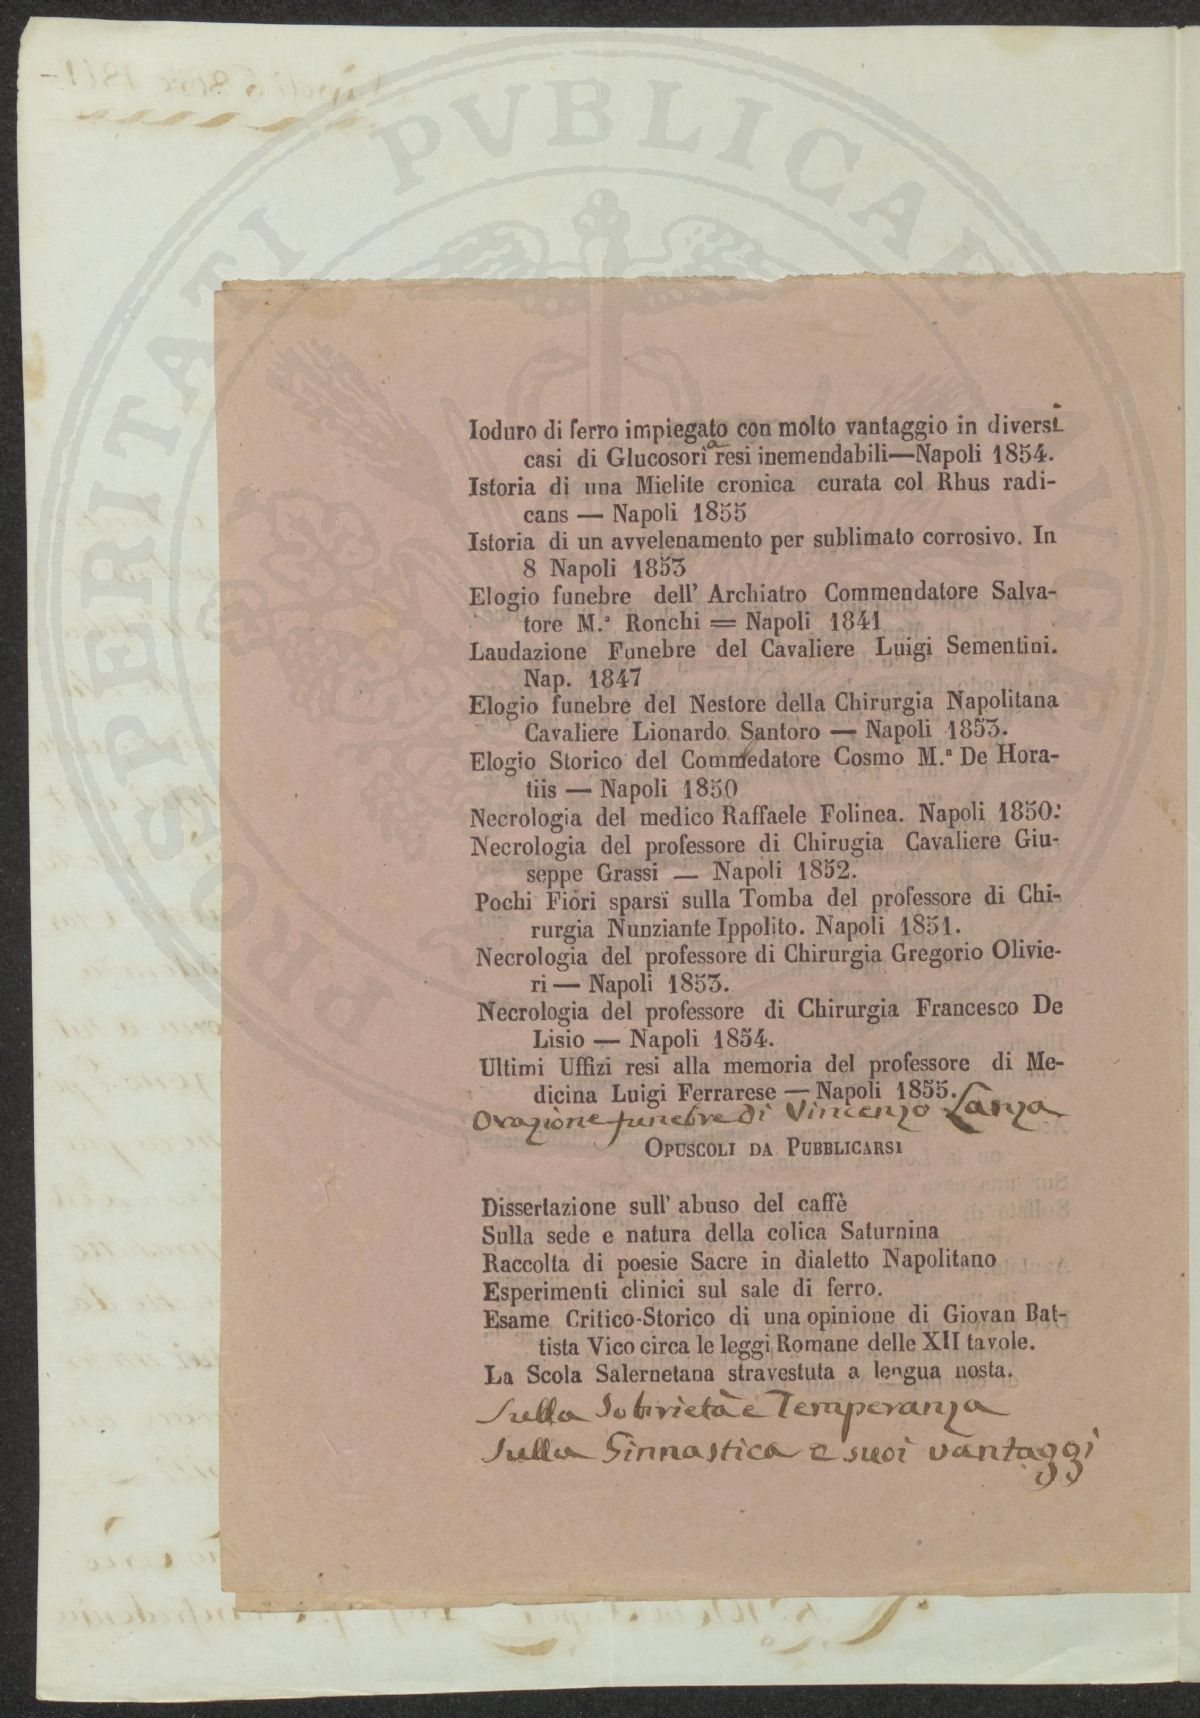 PROSPERITATI PVBLICAE AVGENDAE
Ioduro di ferro impiegato con molto vantaggio in diversi
casi di Glucosori a resi inemendabili—Napoli 1854.
Istoria di una Mielite cronica curata col Rhus radi-
cans — Napoli 1855
Istoria di un avvelenamento per sublimato corrosivo. In
8 Napoli 1853
Elogio funebre dell' Archiatro Commendatore Salva-
tore M.ª Ronchi = Napoli 1841
Laudazione Funebre del Cavaliere Luigi Sementini.
Nap. 1847
Elogio funebre del Nestore della Chirurgia Napolitana
Cavaliere Lionardo Santoro — Napoli 1853.
Elogio Storico del Commedatore Cosmo M.ª De Hora-
tiis — Napoli 1850
Necrologia del medico Raffaele Folinea. Napoli 1850.
Necrologia del professore di Chirugia Cavaliere Giu-
seppe Grassi — Napoli 1852.
Pochi Fiori sparsi sulla Tomba del professore di Chi-
rurgia Nunziante Ippolito. Napoli 1851.
Necrologia del professore di Chirurgia Gregorio Olivie-
ri — Napoli 1853.
Necrologia del professore di Chirurgia Francesco De
Lisio — Napoli 1854.
Ultimi Uffizi resi alla memoria del professore di Me-
dicina Luigi Ferrarese — Napoli 1855.
Orazione funebre di Vincenzo Lanza
OPUSCOLI DA PUBBLICARSI
Dissertazione sull' abuso del caffè
Sulla sede e natura della colica Saturnina
Raccolta di poesie Sacre in dialetto Napolitano
Esperimenti clinici sul sale di ferro.
Esame Critico-Storico di una opinione di Giovan Bat-
tista Vico circa le leggi Romane delle XII tavole.
La Scola Salernetana stravestuta a lengua nosta.
Sulla Sobrietà e Temperanza
Sulla Ginnastica e suoi vantaggi